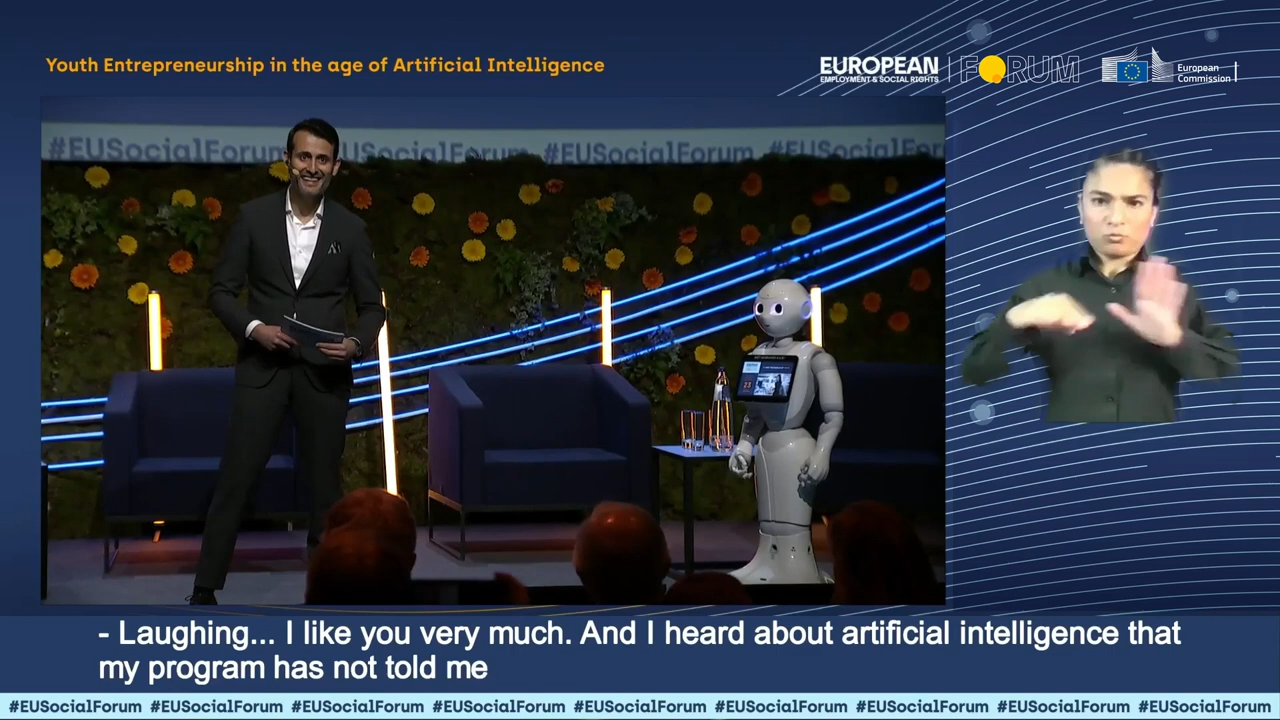 Youth Entrepreneurship in the age of Artificial Intelligence
EUROPEAN
EMPLOYMENT & SOCIAL RIGHTS
FORUM
European
Commission
#EUSocialForum #EUSocialForum #EUSocialForum #EUSocialForum
23
- Laughing... I like you very much. And I heard about artificial intelligence that
my program has not told me
#EUSocialForum #EUSocialForum #EUSocialForum #EUSocialForum #EUSocialForum #EUSocialForum #EUSocialForum #EUSocialForum #EUSocialForum